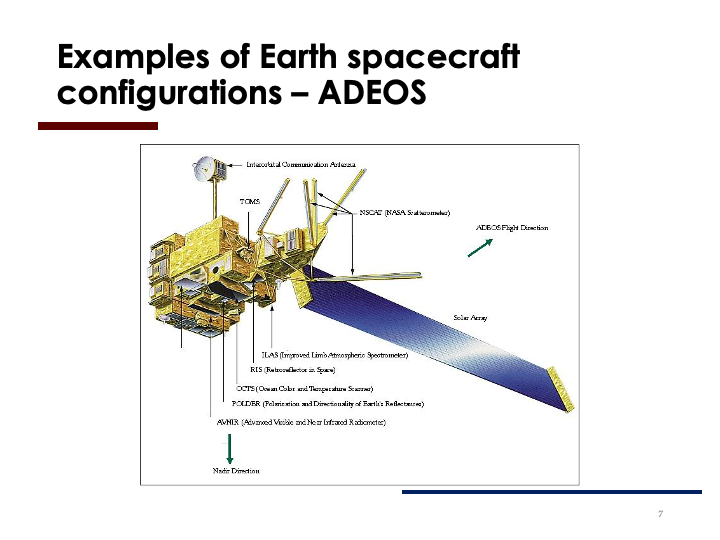 Examples of Earth spacecraft
configurations – ADEOS
Interorbital Communication Antenna
TOMS
NSCAT (NASA Scatterometer)
ADEOS Flight Direction
Solar Array
ILAS (Improved Limb Atmospheric Spectrometer)
RIS (Retroreflector in Space)
OCTS (Ocean Color and Temperature Scanner)
POLDER (Polarization and Directionality of Earth's Reflectances)
AVNIR (Advanced Visible and Near Infrared Radiometer)
Nadir Direction
7